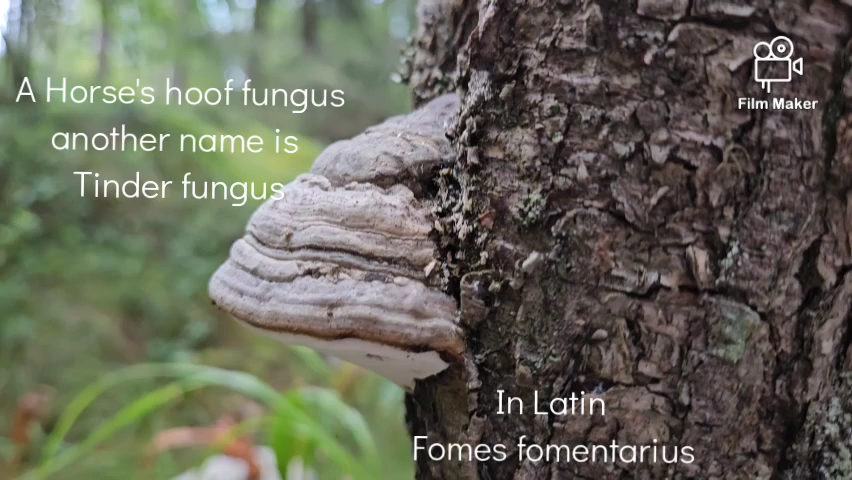 A Horse's hoof fungus
another name is
Tinder fungus
Film Maker
In Latin
Fomes fomentarius